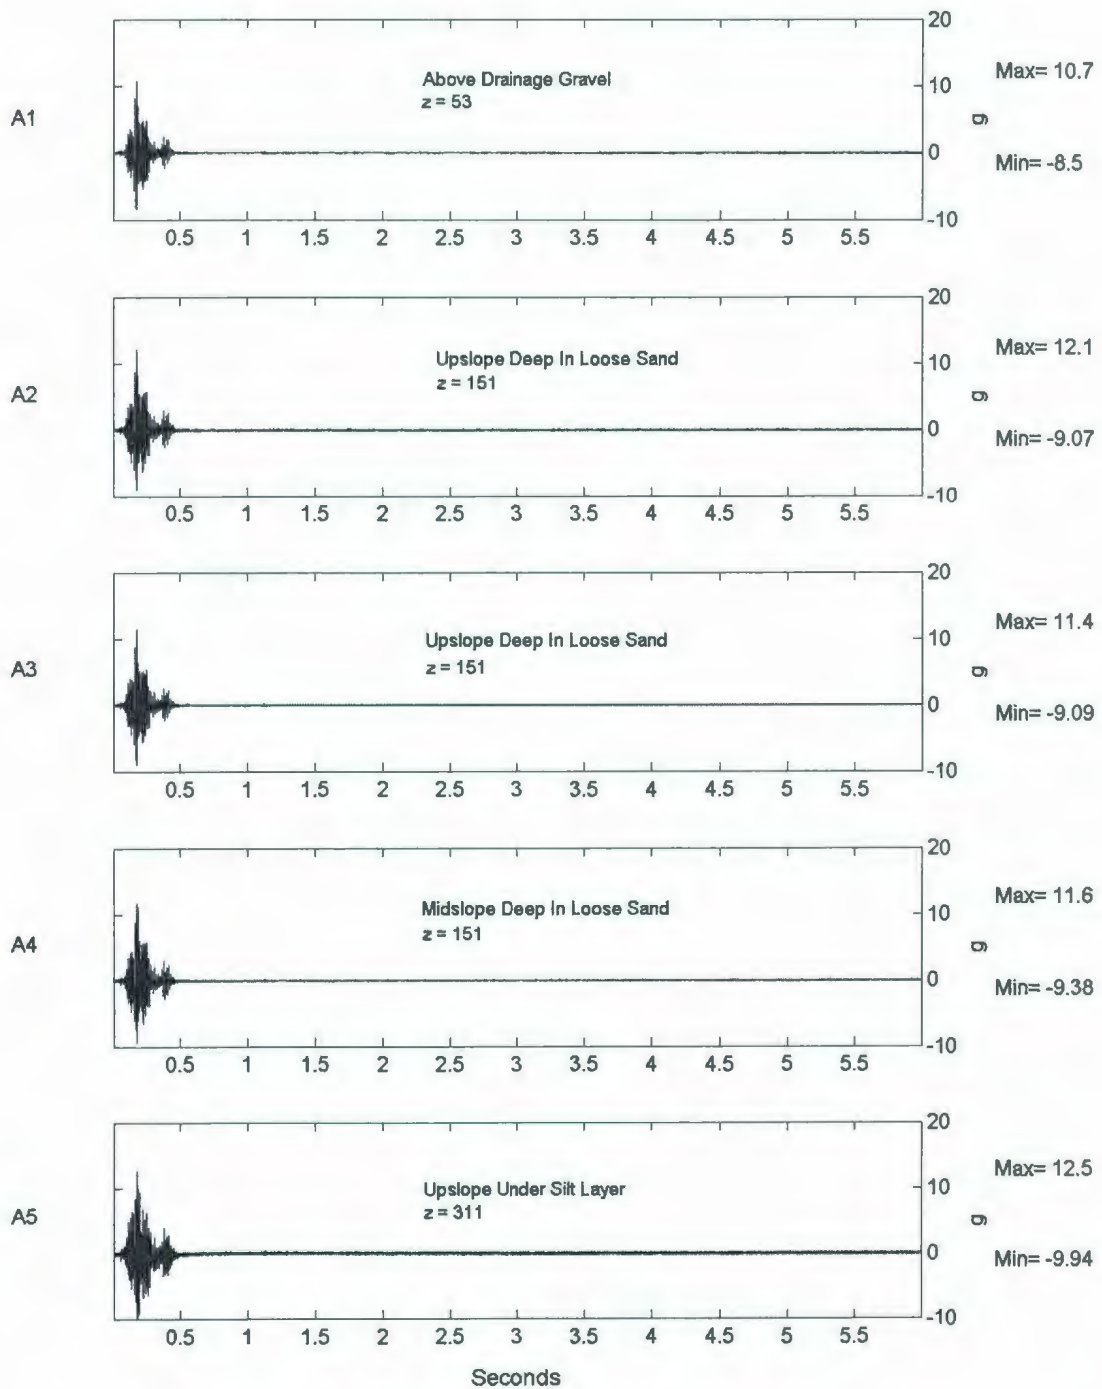 20
Max= 10.7
Above Drainage Gravel
z = 53
10
A1
g
0
Min= -8.5
-10
0.5 1 1.5 2 2.5 3 3.5 4 4.5 5 5.5
20
Max= 12.1
Upslope Deep In Loose Sand
z = 151
10
A2
g
0
Min= -9.07
-10
0.5 1 1.5 2 2.5 3 3.5 4 4.5 5 5.5
20
Max= 11.4
Upslope Deep In Loose Sand
z = 151
10
A3
g
0
Min= -9.09
-10
0.5 1 1.5 2 2.5 3 3.5 4 4.5 5 5.5
20
Max= 11.6
Midslope Deep In Loose Sand
z = 151
10
A4
g
0
Min= -9.38
-10
0.5 1 1.5 2 2.5 3 3.5 4 4.5 5 5.5
20
Max= 12.5
Upslope Under Silt Layer
z = 311
10
A5
g
0
Min= -9.94
-10
0.5 1 1.5 2 2.5 3 3.5 4 4.5 5 5.5
Seconds